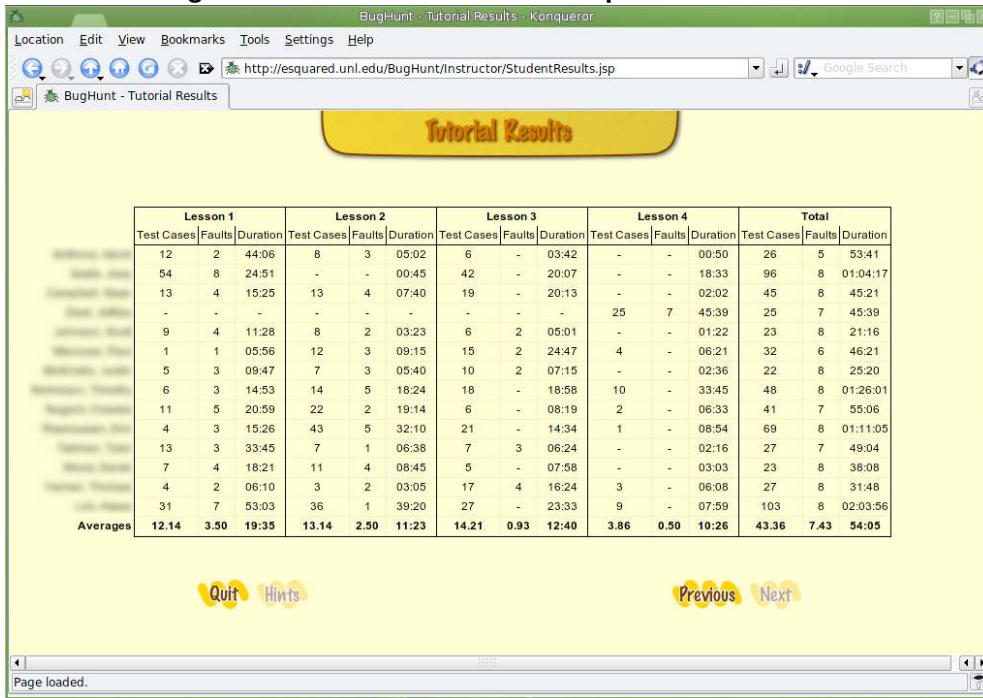 BugHunt - Tutorial Results - Konqueror
Location Edit View Bookmarks Tools Settings Help
http://esquared.unl.edu/BugHunt/Instructor/StudentResults.jsp Google Search
BugHunt - Tutorial Results
Tutorial Results
Lesson 1 Lesson 2 Lesson 3 Lesson 4 Total
Test Cases Faults Duration Test Cases Faults Duration Test Cases Faults Duration Test Cases Faults Duration Test Cases Faults Duration
12 2 44:06 8 3 05:02 6 - 03:42 - - 00:50 26 5 53:41
54 8 24:51 - - 00:45 42 - 20:07 - - 18:33 96 8 01:04:17
13 4 15:25 13 4 07:40 19 - 20:13 - - 02:02 45 8 45:21
- - - - - - - - - 25 7 45:39 25 7 45:39
9 4 11:28 8 2 03:23 6 2 05:01 - - 01:22 23 8 21:16
1 1 05:56 12 3 09:15 15 2 24:47 4 - 06:21 32 6 46:21
5 3 09:47 7 3 05:40 10 2 07:15 - - 02:36 22 8 25:20
6 3 14:53 14 5 18:24 18 - 18:58 10 - 33:45 48 8 01:26:01
11 5 20:59 22 2 19:14 6 - 08:19 2 - 06:33 41 7 55:06
4 3 15:26 43 5 32:10 21 - 14:34 1 - 08:54 69 8 01:11:05
13 3 33:45 7 1 06:38 7 3 06:24 - - 02:16 27 7 49:04
7 4 18:21 11 4 08:45 5 - 07:58 - - 03:03 23 8 38:08
4 2 06:10 3 2 03:05 17 4 16:24 3 - 06:08 27 8 31:48
31 7 53:03 36 1 39:20 27 - 23:33 9 - 07:59 103 8 02:03:56
Averages 12.14 3.50 19:35 13.14 2.50 11:23 14.21 0.93 12:40 3.86 0.50 10:26 43.36 7.43 54:05
Quit Hints Previous Next
Page loaded.